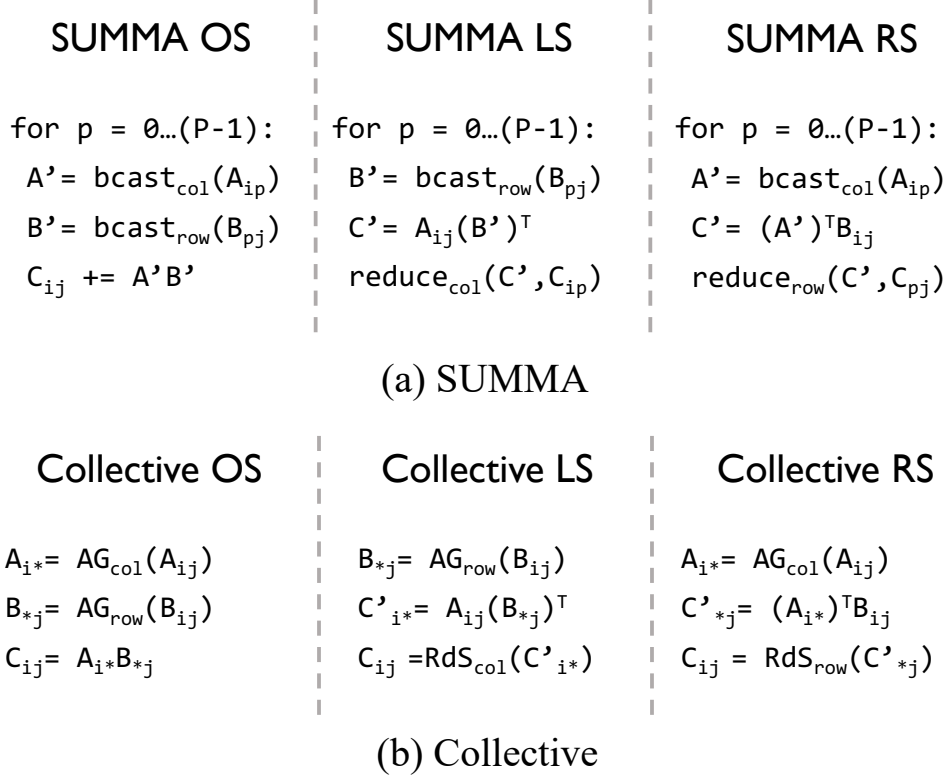 SUMMA OS
for p = 0…(P-1):
A’= bcast_col(A_ip)
B’= bcast_row(B_pj)
C_ij += A’B’
SUMMA LS
for p = 0…(P-1):
B’= bcast_row(B_pj)
C’= A_ij(B’)^T
reduce_col(C’,C_ip)
SUMMA RS
for p = 0…(P-1):
A’= bcast_col(A_ip)
C’= (A’)^TB_ij
reduce_row(C’,C_pj)
(a) SUMMA
Collective OS
A_i*= AG_col(A_ij)
B_*j= AG_row(B_ij)
C_ij= A_i*B_*j
Collective LS
B_*j= AG_row(B_ij)
C’_i*= A_ij(B_*j)^T
C_ij =RdS_col(C’_i*)
Collective RS
A_i*= AG_col(A_ij)
C’_*j= (A_i*)^TB_ij
C_ij = RdS_row(C’_*j)
(b) Collective